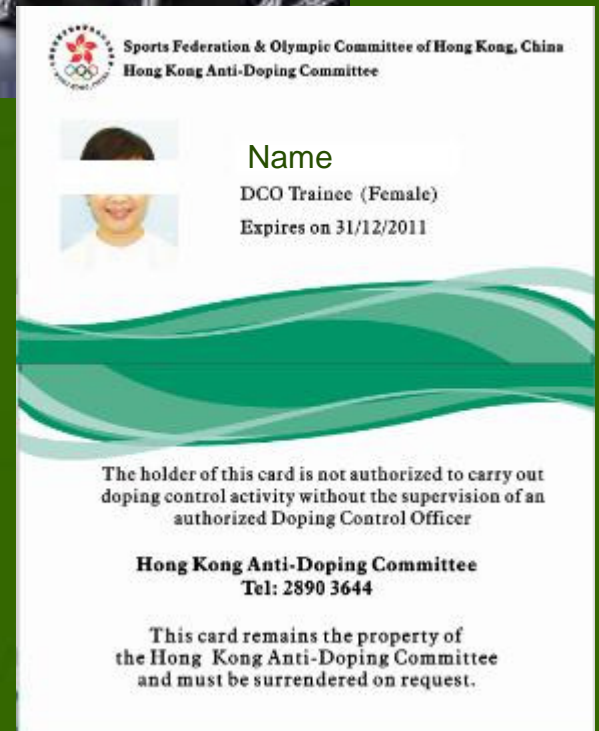 Sports Federation & Olympic Committee of Hong Kong, China
Hong Kong Anti-Doping Committee
Name
DCO Trainee (Female)
Expires on 31/12/2011
The holder of this card is not authorized to carry out
doping control activity without the supervision of an
authorized Doping Control Officer
Hong Kong Anti-Doping Committee
Tel: 2890 3644
This card remains the property of
the Hong Kong Anti-Doping Committee
and must be surrendered on request.